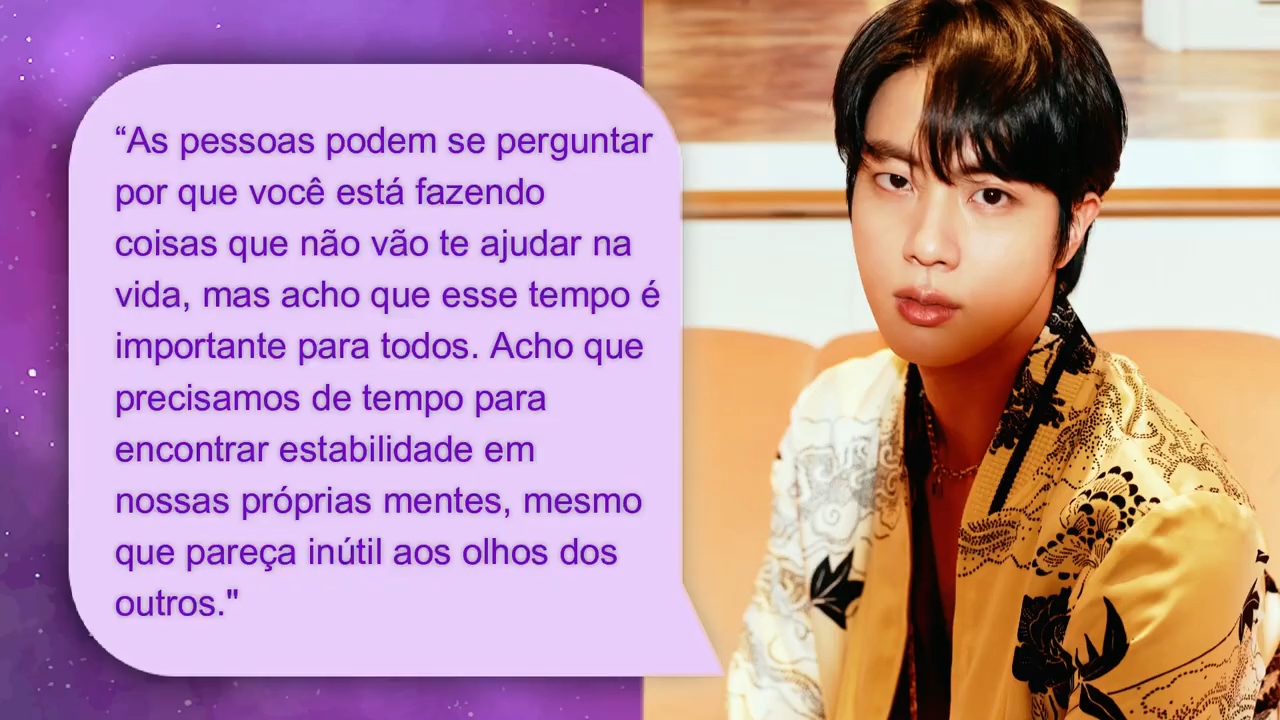 “As pessoas podem se perguntar
por que você está fazendo
coisas que não vão te ajudar na
vida, mas acho que esse tempo é
importante para todos. Acho que
precisamos de tempo para
encontrar estabilidade em
nossas próprias mentes, mesmo
que pareça inútil aos olhos dos
outros."